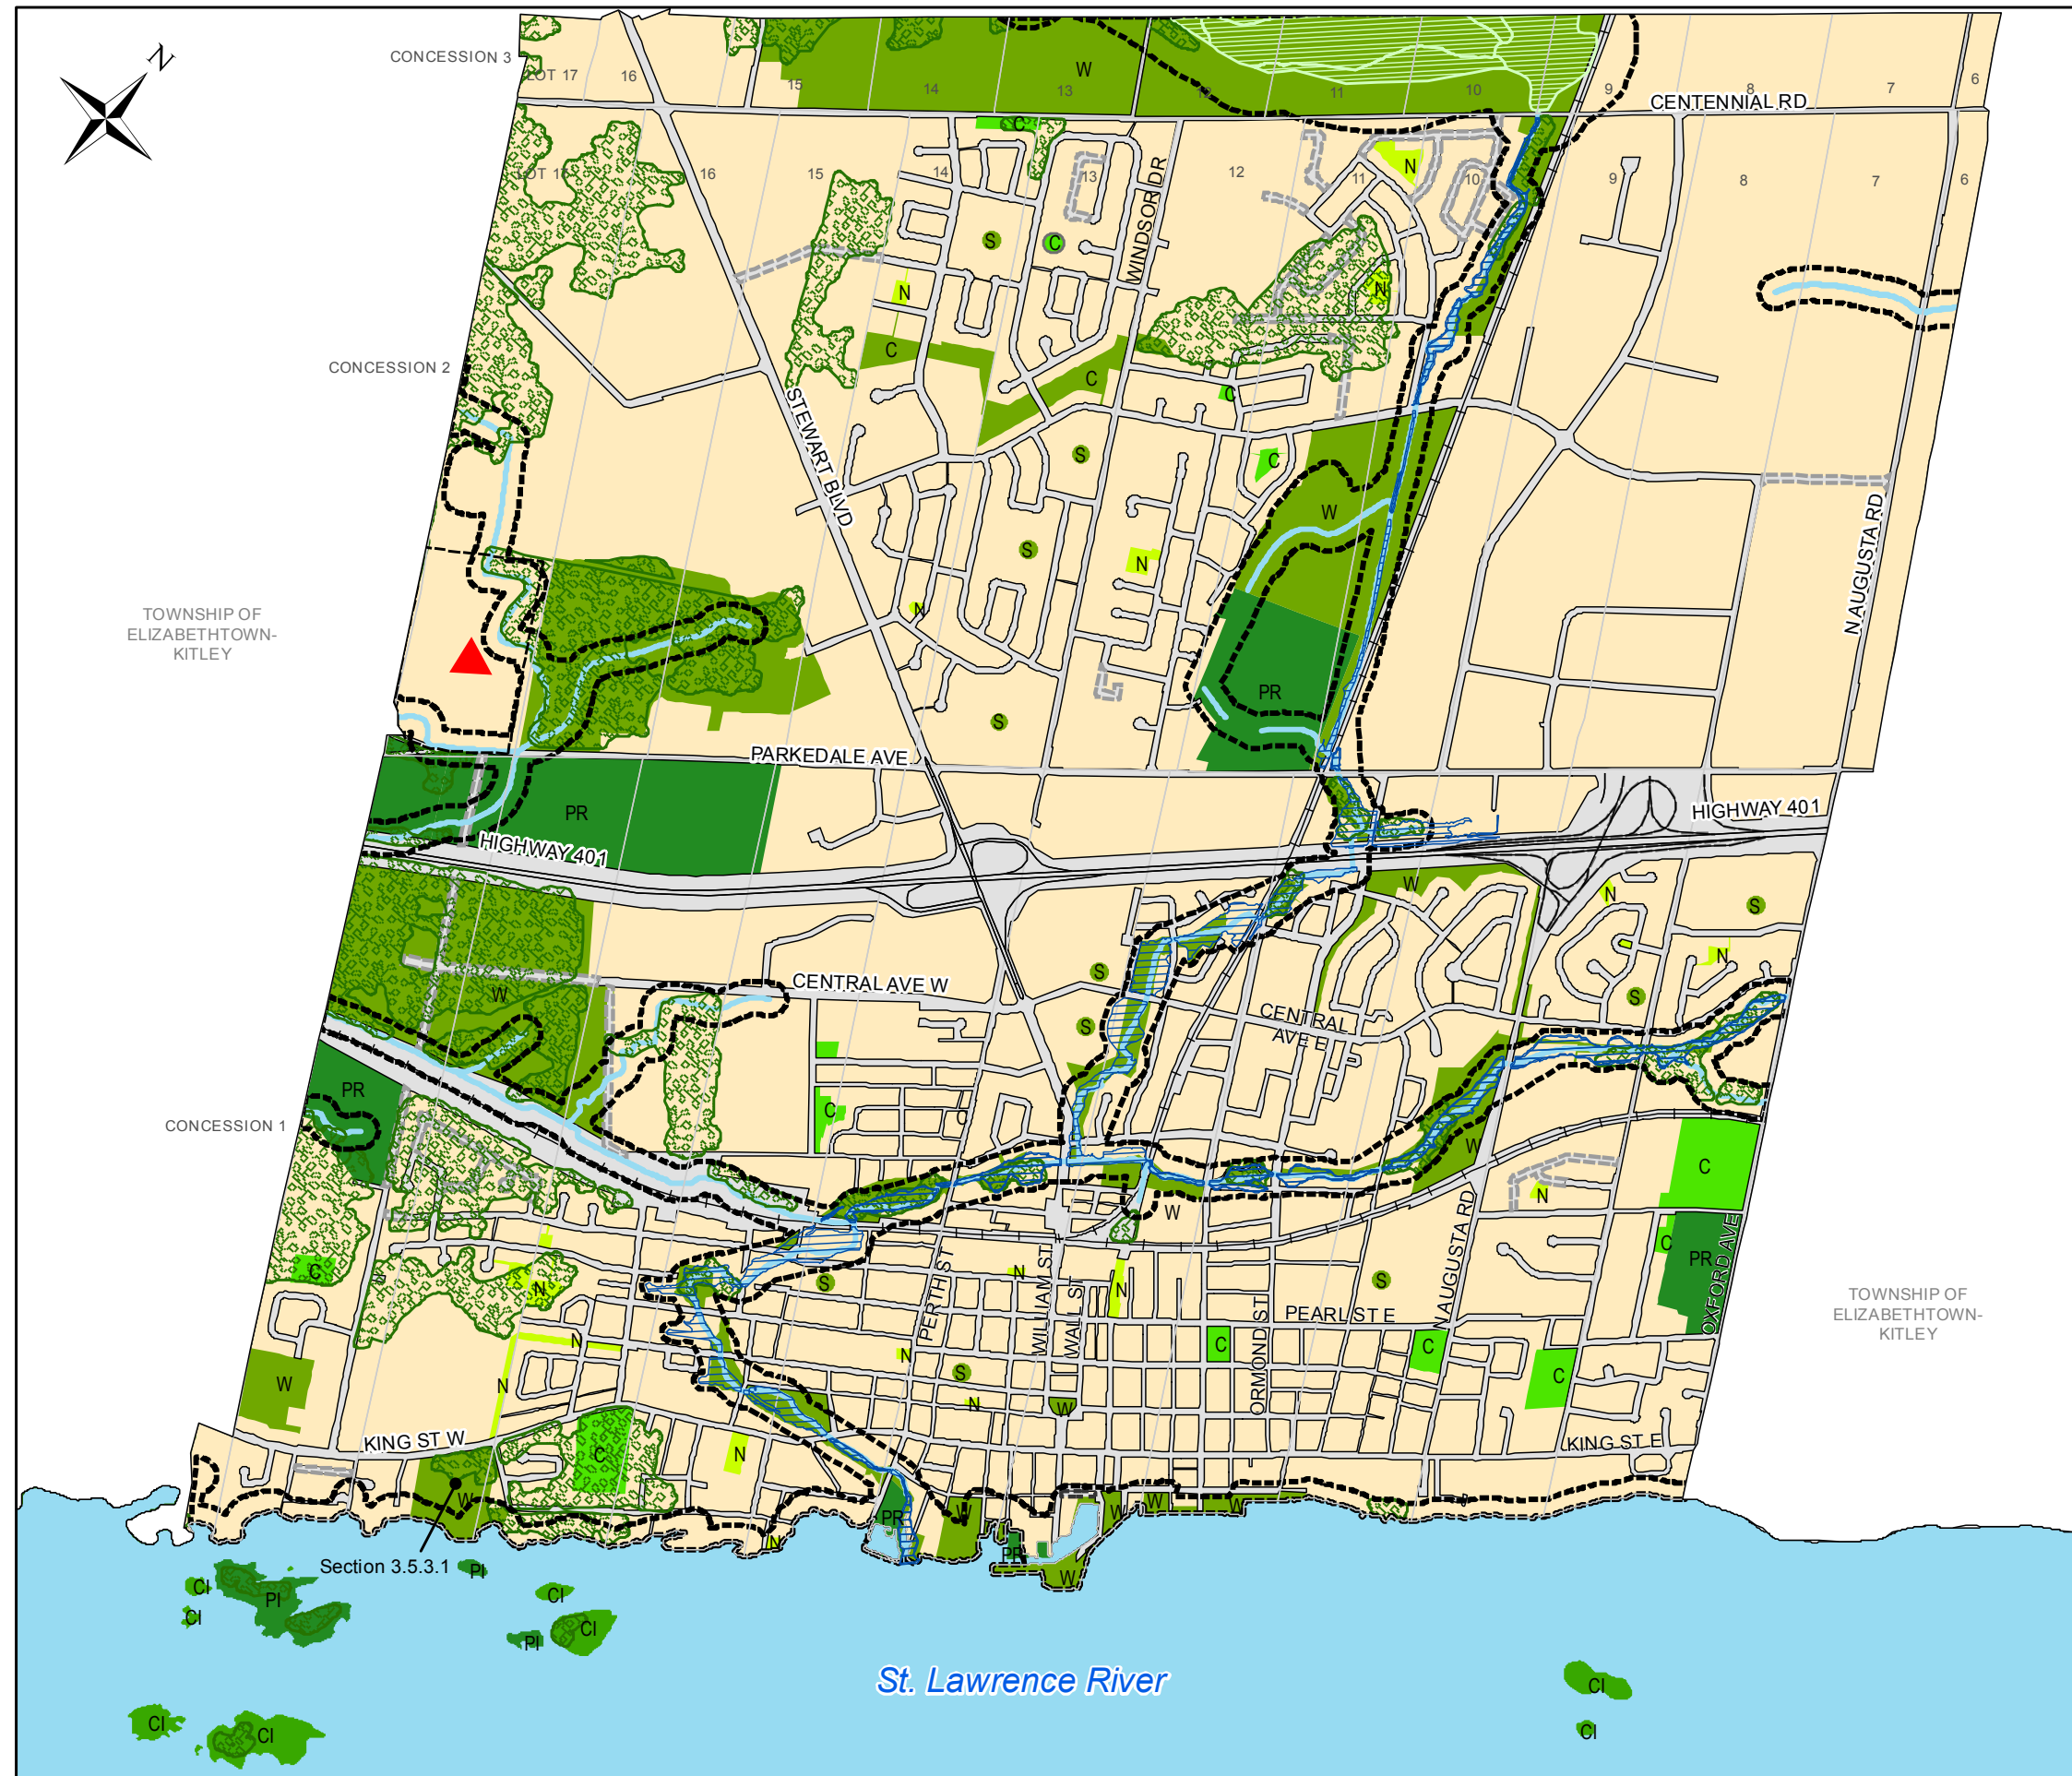 N
CONCESSION 3
LOT 17
16
15
14
13
12
11
10
9
8
7
6
W
CENTENNIAL RD
C
LOT 17
16
15
14
13
12
11
10
9
8
7
6
N
WINDSOR DR
S
C
N
N
CONCESSION 2
C
C
C
STEWART BLVD
S
C
W
S
N
N
N AUGUSTA RD
TOWNSHIP OF
ELIZABETHTOWN-
KITLEY
PR
S
PARKEDALE AVE
PR
HIGHWAY 401
HIGHWAY 401
W
N
S
N
S
S
W
CENTRAL AVE W
S
CENTRAL
AVE E
PR
C
CONCESSION 1
W
C
N
W
C
PR
OXFORD AVE
C
N
S
PERTH ST
N
WILLIAM ST
WALL ST
N
S
N AUGUSTA RD
PEARL ST E
ORMOND ST
TOWNSHIP OF
ELIZABETHTOWN-
KITLEY
N
N
S
C
C
C
W
N
N
W
KING ST W
C
N
KING ST E
W
N
PR
W
PR
W
W
W
W
Section 3.5.3.1
PI
CI
PI
CI
CI
PI
CI
St. Lawrence River
CI
CI
CI
CI